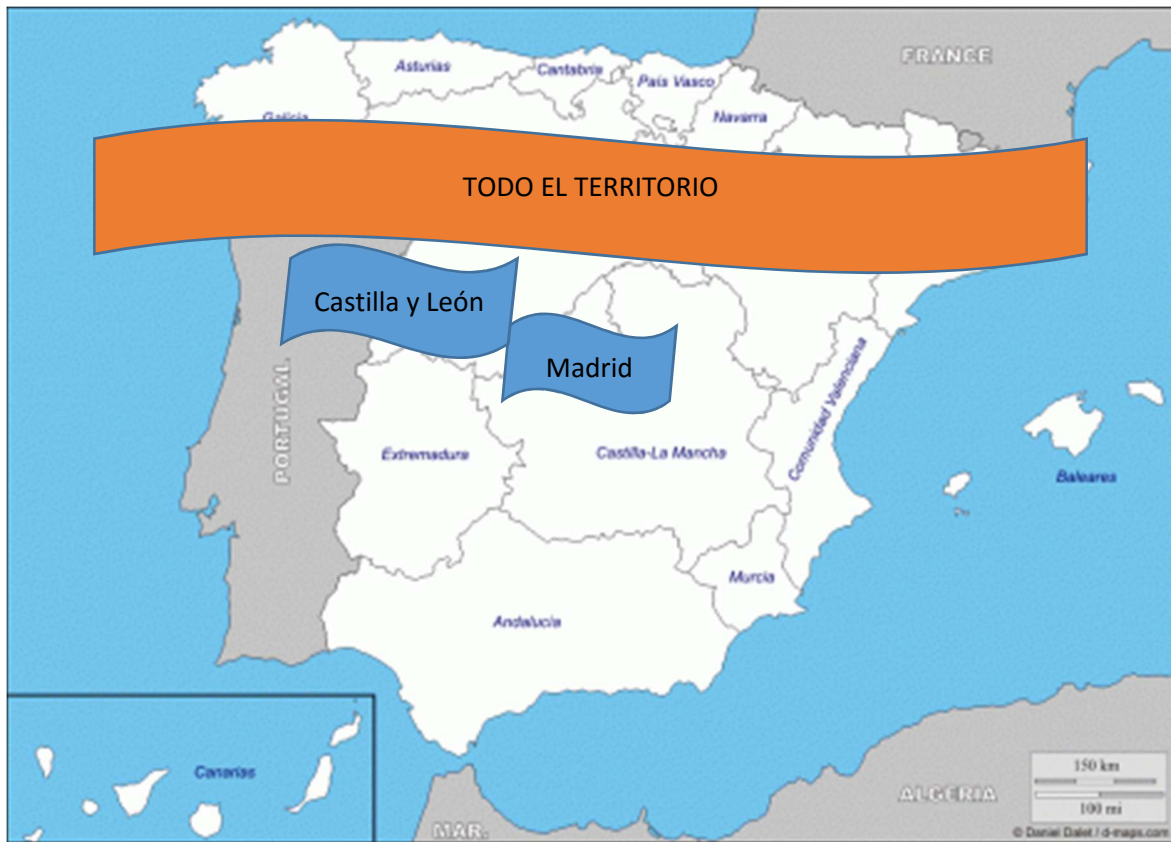 FRANCE
Asturias
Cantabria
País Vasco
Navarra
Galicia
TODO EL TERRITORIO
Castilla y León
Madrid
PORTUGAL
Extremadura
Castilla-La Mancha
Comunidad Valenciana
Baleares
Murcia
Andalucía
Canarias
150 km
100 mi
ALGERIA
MAR.
© Daniel Dalet / d-maps.com